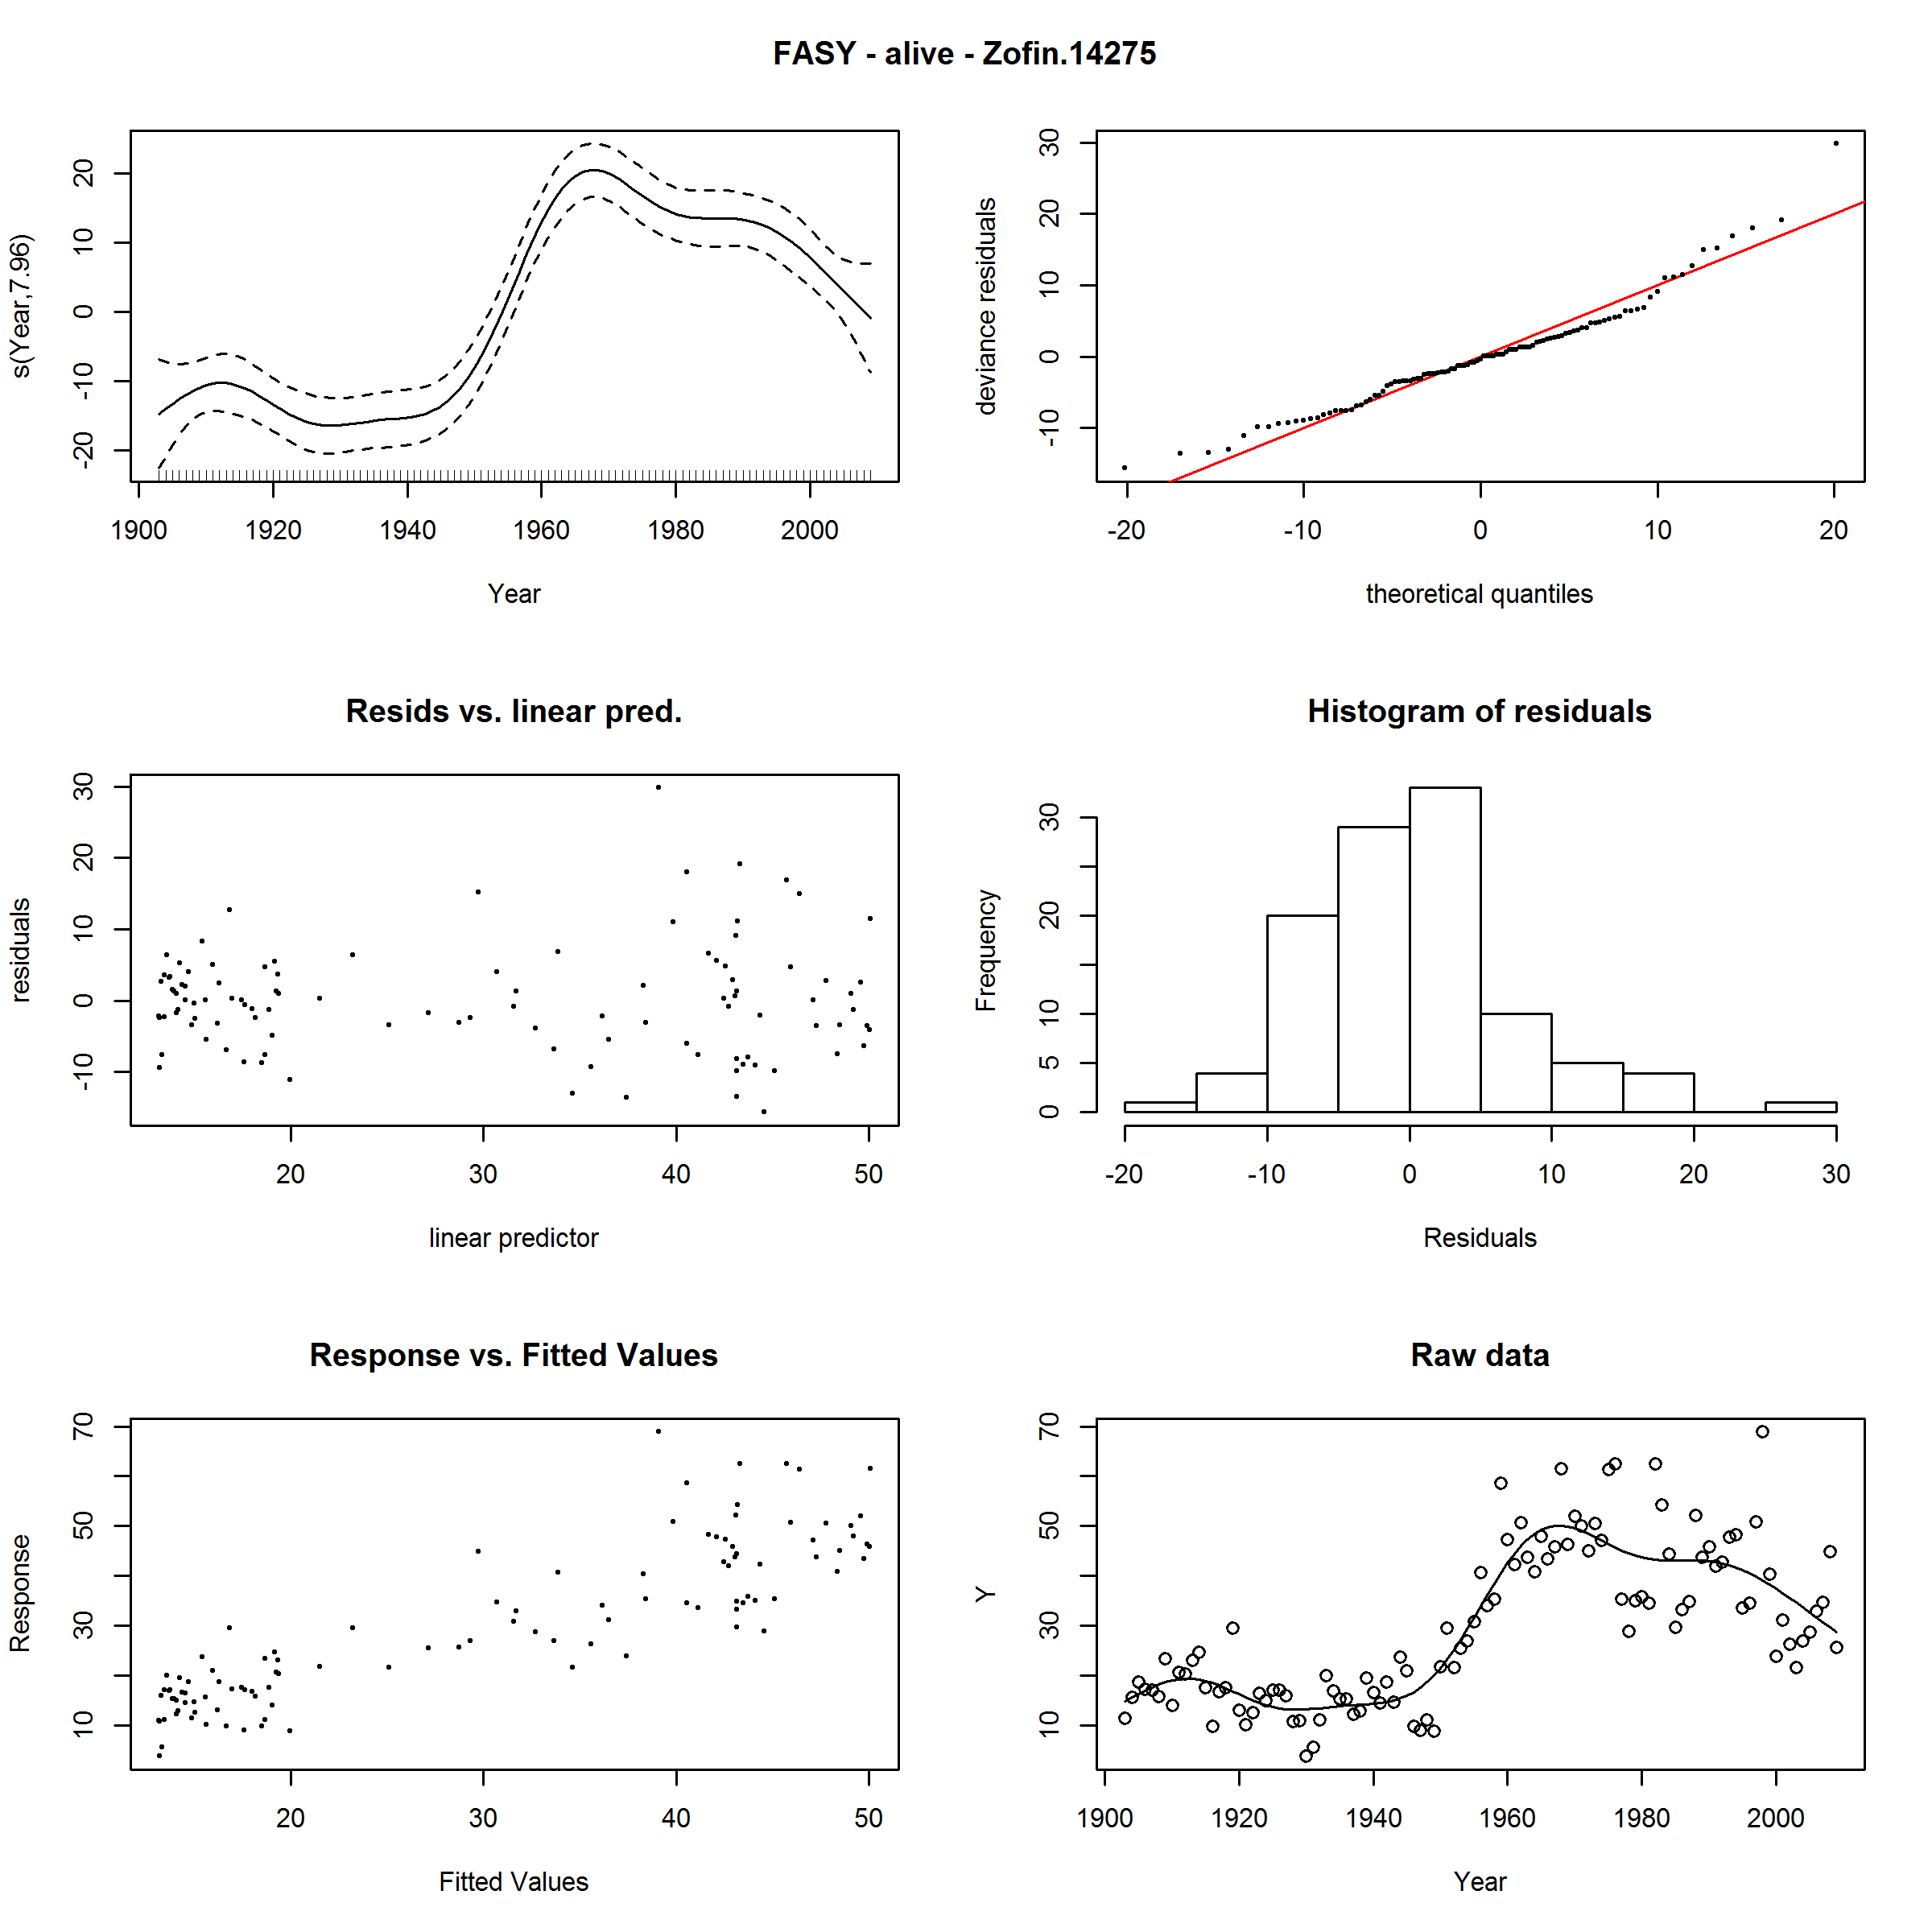 FASY - alive - Zofin.14275
s(Year,7.96)
20
10
0
-10
-20
1900 1920 1940 1960 1980 2000
Year
deviance residuals
30
20
10
0
-10
-20 -10 0 10 20
theoretical quantiles
Resids vs. linear pred.
residuals
30
20
10
0
-10
20 30 40 50
linear predictor
Histogram of residuals
Frequency
30
20
10
5
0
-20 -10 0 10 20 30
Residuals
Response vs. Fitted Values
Response
70
50
30
10
20 30 40 50
Fitted Values
Raw data
Y
70
50
30
10
1900 1920 1940 1960 1980 2000
Year